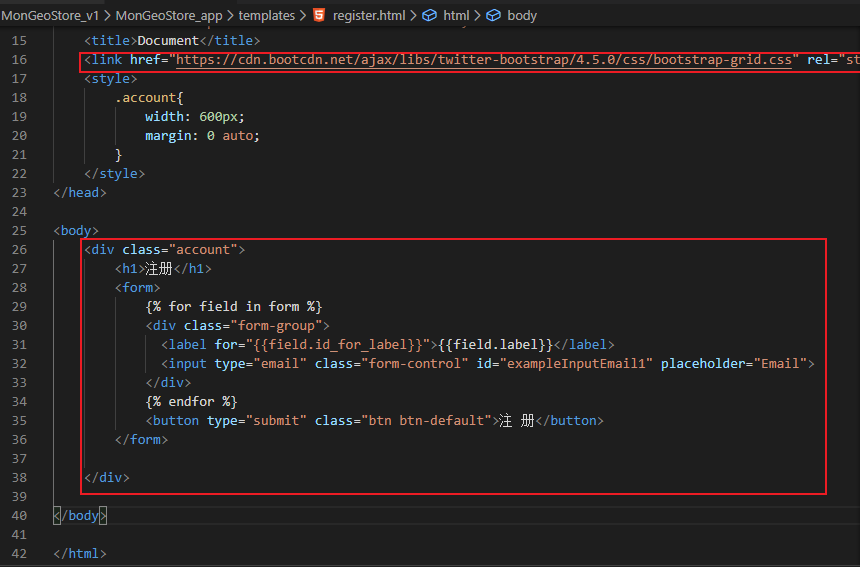 MonGeoStore_v1 > MonGeoStore_app > templates > register.html > html > body
15 <title>Document</title>
16 <link href="https://cdn.bootcdn.net/ajax/libs/twitter-bootstrap/4.5.0/css/bootstrap-grid.css" rel="st
17 <style>
18 .account{
19 width: 600px;
20 margin: 0 auto;
21 }
22 </style>
23 </head>
24
25 <body>
26 <div class="account">
27 <h1>注册</h1>
28 <form>
29 {% for field in form %}
30 <div class="form-group">
31 <label for="{{field.id_for_label}}">{{field.label}}</label>
32 <input type="email" class="form-control" id="exampleInputEmail1" placeholder="Email">
33 </div>
34 {% endfor %}
35 <button type="submit" class="btn btn-default">注 册</button>
36 </form>
37
38 </div>
39
40 </body>
41
42 </html>